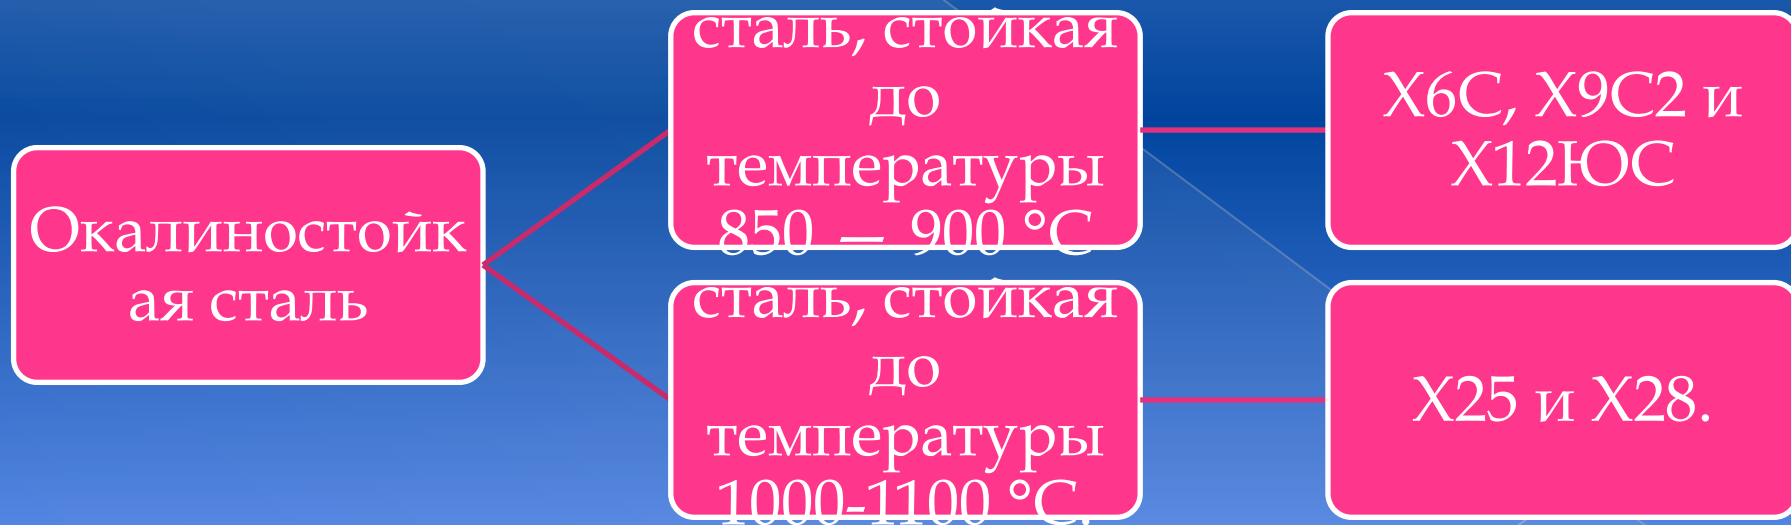 Окалиностойк
ая сталь
сталь, стойкая
до
температуры
850 — 900 °С
Х6С, Х9С2 и
Х12ЮС
сталь, стойкая
до
температуры
1000-1100 °С.
Х25 и Х28.